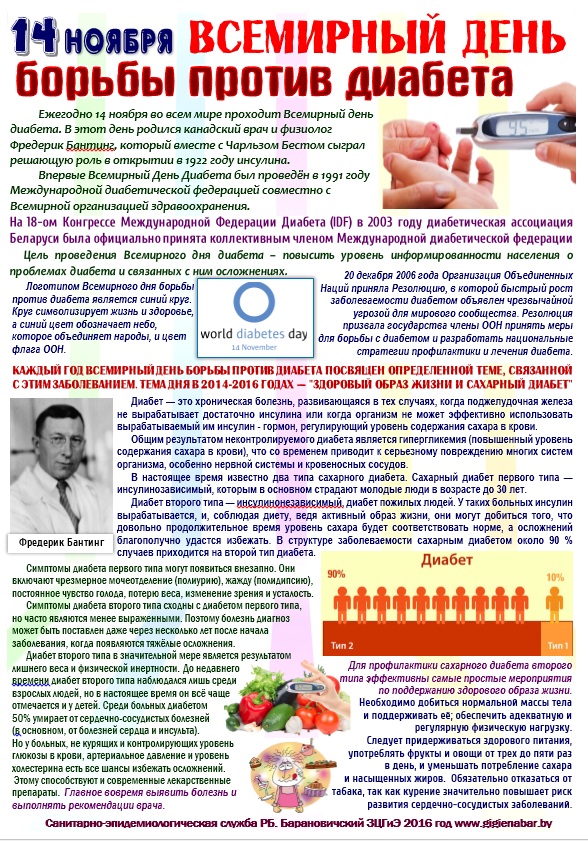 14 НОЯБРЯ ВСЕМИРНЫЙ ДЕНЬ
борьбы против диабета
Ежегодно 14 ноября во всем мире проходит Всемирный день
диабета. В этот день родился канадский врач и физиолог
Фредерик Бантинг, который вместе с Чарльзом Бестом сыграл
решающую роль в открытии в 1922 году инсулина.
Впервые Всемирный День Диабета был проведён в 1991 году
Международной диабетической федерацией совместно с
Всемирной организацией здравоохранения.
На 18-ом Конгрессе Международной Федерации Диабета (IDF) в 2003 году диабетическая ассоциация
Беларуси была официально принята коллективным членом Международной диабетической федерации
Цель проведения Всемирного дня диабета – повысить уровень информированности населения о
проблемах диабета и связанных с ним осложнениях.
Логотипом Всемирного дня борьбы
против диабета является синий круг.
Круг символизирует жизнь и здоровье,
а синий цвет обозначает небо,
которое объединяет народы, и цвет
флага ООН.
world diabetes day
14 November
20 декабря 2006 года Организация Объединенных
Наций приняла Резолюцию, в которой быстрый рост
заболеваемости диабетом объявлен чрезвычайной
угрозой для мирового сообщества. Резолюция
призвала государства члены ООН принять меры
для борьбы с диабетом и разработать национальные
стратегии профилактики и лечения диабета.
КАЖДЫЙ ГОД ВСЕМИРНЫЙ ДЕНЬ БОРЬБЫ ПРОТИВ ДИАБЕТА ПОСВЯЩЕН ОПРЕДЕЛЕННОЙ ТЕМЕ, СВЯЗАННОЙ
С ЭТИМ ЗАБОЛЕВАНИЕМ. ТЕМА ДНЯ В 2014-2016 ГОДАХ — "ЗДОРОВЫЙ ОБРАЗ ЖИЗНИ И САХАРНЫЙ ДИАБЕТ"
Фредерик Бантинг
Диабет — это хроническая болезнь, развивающаяся в тех случаях, когда поджелудочная железа
не вырабатывает достаточно инсулина или когда организм не может эффективно использовать
вырабатываемый им инсулин - гормон, регулирующий уровень содержания сахара в крови.
Общим результатом неконтролируемого диабета является гипергликемия (повышенный уровень
содержания сахара в крови), что со временем приводит к серьезному повреждению многих систем
организма, особенно нервной системы и кровеносных сосудов.
В настоящее время известно два типа сахарного диабета. Сахарный диабет первого типа —
инсулинозависимый, которым в основном страдают молодые люди в возрасте до 30 лет.
Диабет второго типа — инсулинонезависимый, диабет пожилых людей. У таких больных инсулин
вырабатывается, и, соблюдая диету, ведя активный образ жизни, они могут добиться того, что
довольно продолжительное время уровень сахара будет соответствовать норме, а осложнений
благополучно удастся избежать. В структуре заболеваемости сахарным диабетом около 90 %
случаев приходится на второй тип диабета.
Симптомы диабета первого типа могут появиться внезапно. Они
включают чрезмерное мочеотделение (полиурию), жажду (полидипсию),
постоянное чувство голода, потерю веса, изменение зрения и усталость.
Симптомы диабета второго типа сходны с диабетом первого типа,
но часто являются менее выраженными. Поэтому болезнь диагноз
может быть поставлен даже через несколько лет после начала
заболевания, когда появляются тяжёлые осложнения.
Диабет второго типа в значительной мере является результатом
лишнего веса и физической инертности. До недавнего
времени диабет второго типа наблюдался лишь среди
взрослых людей, но в настоящее время он всё чаще
отмечается и у детей. Среди больных диабетом
50% умирает от сердечно-сосудистых болезней
(в основном, от болезней сердца и инсульта).
Но у больных, не курящих и контролирующих уровень
глюкозы в крови, артериальное давление и уровень
холестерина есть все шансы избежать осложнений.
Этому способствуют и современные лекарственные
препараты. Главное вовремя выявить болезнь и
выполнять рекомендации врача.
Диабет
90%
10%
Тип 2
Тип 1
Для профилактики сахарного диабета второго
типа эффективны самые простые мероприятия
по поддержанию здорового образа жизни.
Необходимо добиться нормальной массы тела
и поддерживать её; обеспечить адекватную и
регулярную физическую нагрузку.
Следует придерживаться здорового питания,
употреблять фрукты и овощи от трех до пяти раз
в день, и уменьшать потребление сахара
и насыщенных жиров. Обязательно отказаться от
табака, так как курение значительно повышает риск
развития сердечно-сосудистых заболеваний.
Санитарно-эпидемиологическая служба РБ. Барановичский ЗЦГиЭ 2016 год www.gigienabar.by